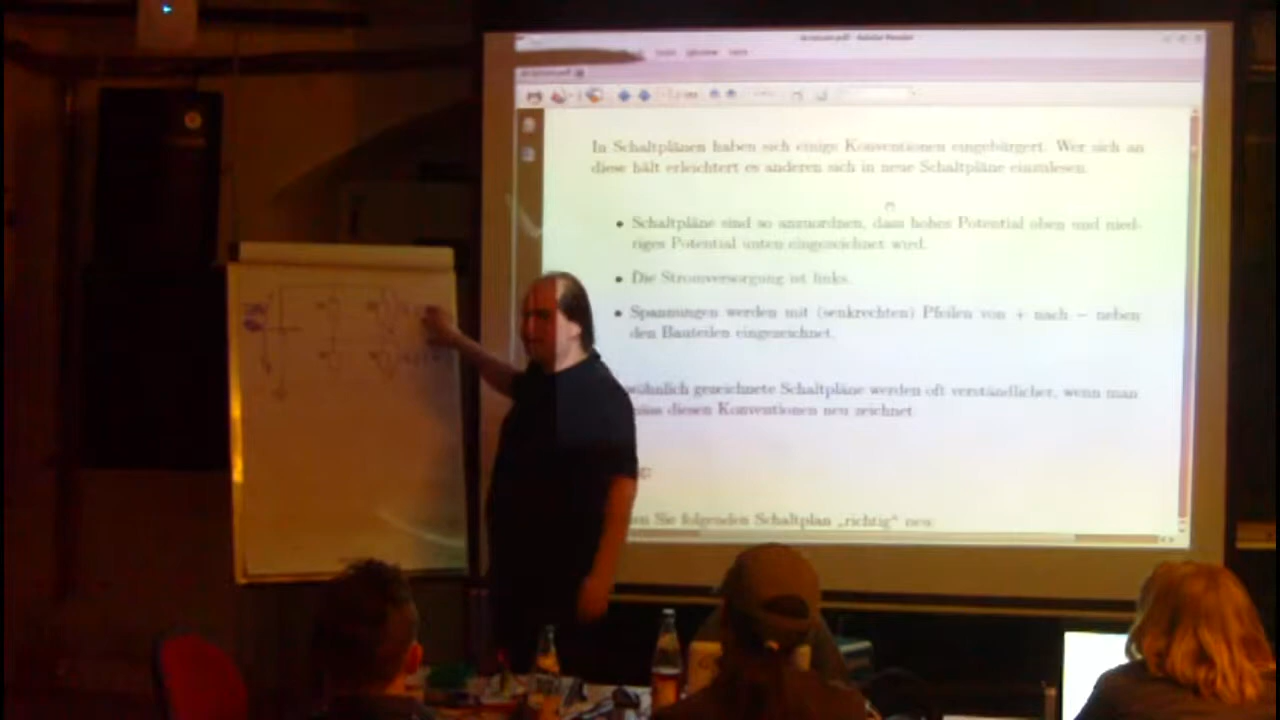 Adobe Reader
In Schaltplänen haben sich einige Konventionen eingebürgert. Wer sich an
diese hält erleichtert es anderen sich in neue Schaltpläne einzulesen.
• Schaltpläne sind so anzuordnen, dass hohes Potential oben und nied-
riges Potential unten eingezeichnet wird.
• Die Stromversorgung ist links.
• Spannungen werden mit (senkrechten) Pfeilen von + nach − neben
den Bauteilen eingezeichnet.
wöhnlich gezeichnete Schaltpläne werden oft verständlicher, wenn man
diesen Konventionen neu zeichnet.
Sie folgenden Schaltplan „richtig“ neu